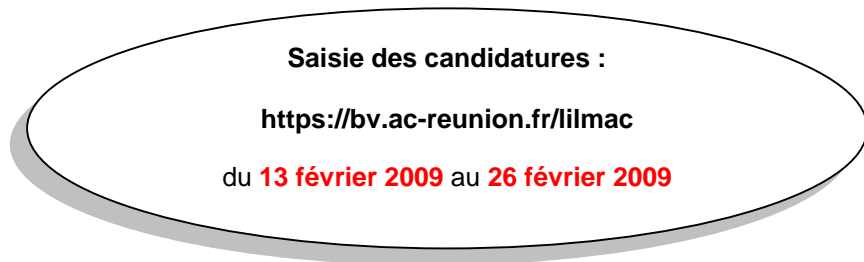 Saisie des candidatures :
https://bv.ac-reunion.fr/lilmac
du 13 février 2009 au 26 février 2009